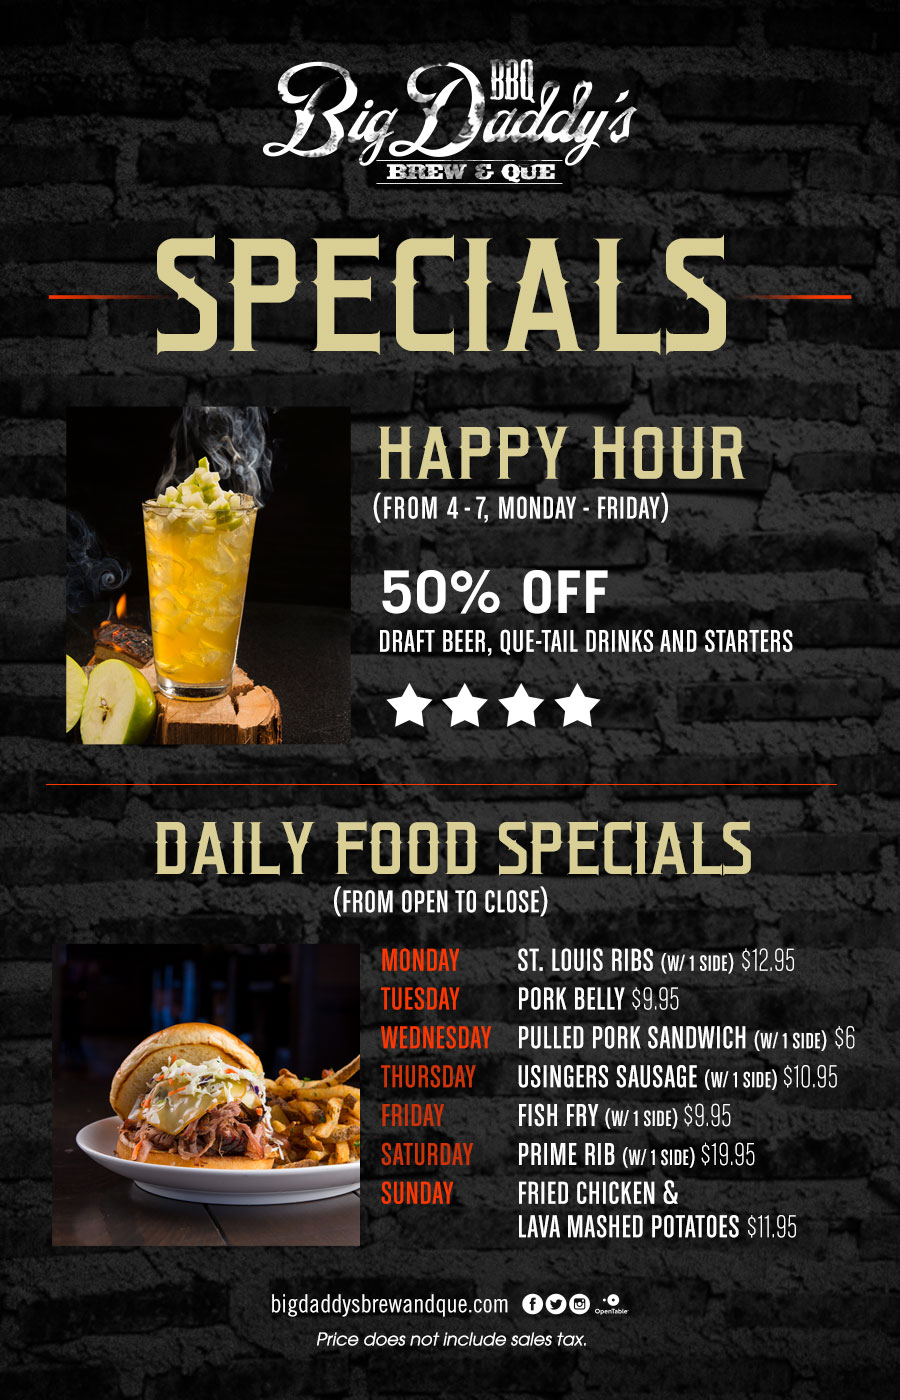 BBQ
Big Daddy's
BREW & QUE
SPECIALS
HAPPY HOUR
(FROM 4 - 7, MONDAY - FRIDAY)
50% OFF
DRAFT BEER, QUE-TAIL DRINKS AND STARTERS
DAILY FOOD SPECIALS
(FROM OPEN TO CLOSE)
MONDAY ST. LOUIS RIBS (W/ 1 SIDE) $12.95
TUESDAY PORK BELLY $9.95
WEDNESDAY PULLED PORK SANDWICH (W/ 1 SIDE) $6
THURSDAY USINGERS SAUSAGE (W/ 1 SIDE) $10.95
FRIDAY FISH FRY (W/ 1 SIDE) $9.95
SATURDAY PRIME RIB (W/ 1 SIDE) $19.95
SUNDAY FRIED CHICKEN &
LAVA MASHED POTATOES $11.95
bigdaddysbrewandque.com OpenTable
Price does not include sales tax.